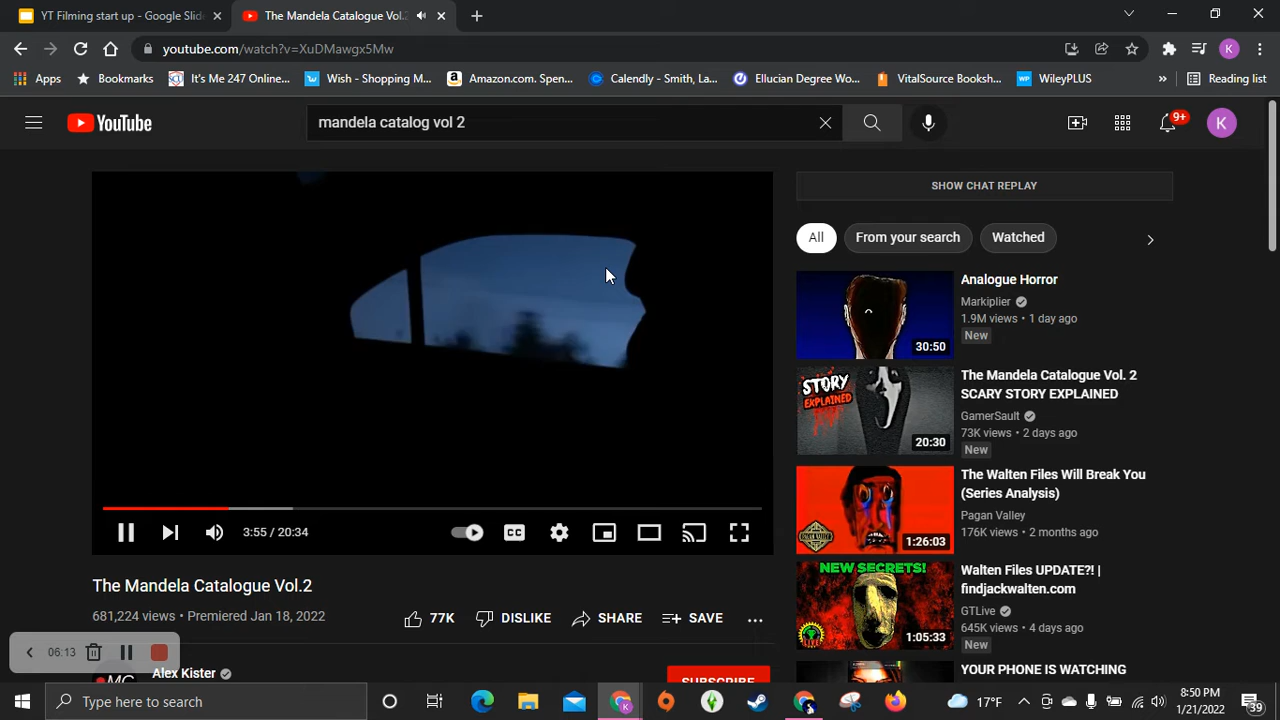 YT Filming start up - Google Slide
The Mandela Catalogue Vol.2
youtube.com/watch?v=XuDMawgx5Mw
K
Apps
Bookmarks
It's Me 247 Online...
Wish - Shopping M...
Amazon.com. Spen...
Calendly - Smith, La...
Ellucian Degree Wo...
VitalSource Booksh...
WP
WileyPLUS
»
Reading list
YouTube
mandela catalog vol 2
9+
K
SHOW CHAT REPLAY
All
From your search
Watched
Analogue Horror
Markiplier
1.9M views • 1 day ago
New
30:50
The Mandela Catalogue Vol. 2
SCARY STORY EXPLAINED
GamerSault
73K views • 2 days ago
New
STORY
EXPLAINED
20:30
The Walten Files Will Break You
(Series Analysis)
Pagan Valley
176K views • 2 months ago
1:26:03
NEW SECRETS!
Walten Files UPDATE?! |
findjackwalten.com
GTLive
645K views • 4 days ago
New
1:05:33
YOUR PHONE IS WATCHING
3:55 / 20:34
CC
The Mandela Catalogue Vol.2
681,224 views • Premiered Jan 18, 2022
77K
DISLIKE
SHARE
SAVE
06:13
MC
Alex Kister
SUBSCRIBE
Type here to search
17°F
8:50 PM
1/21/2022
39